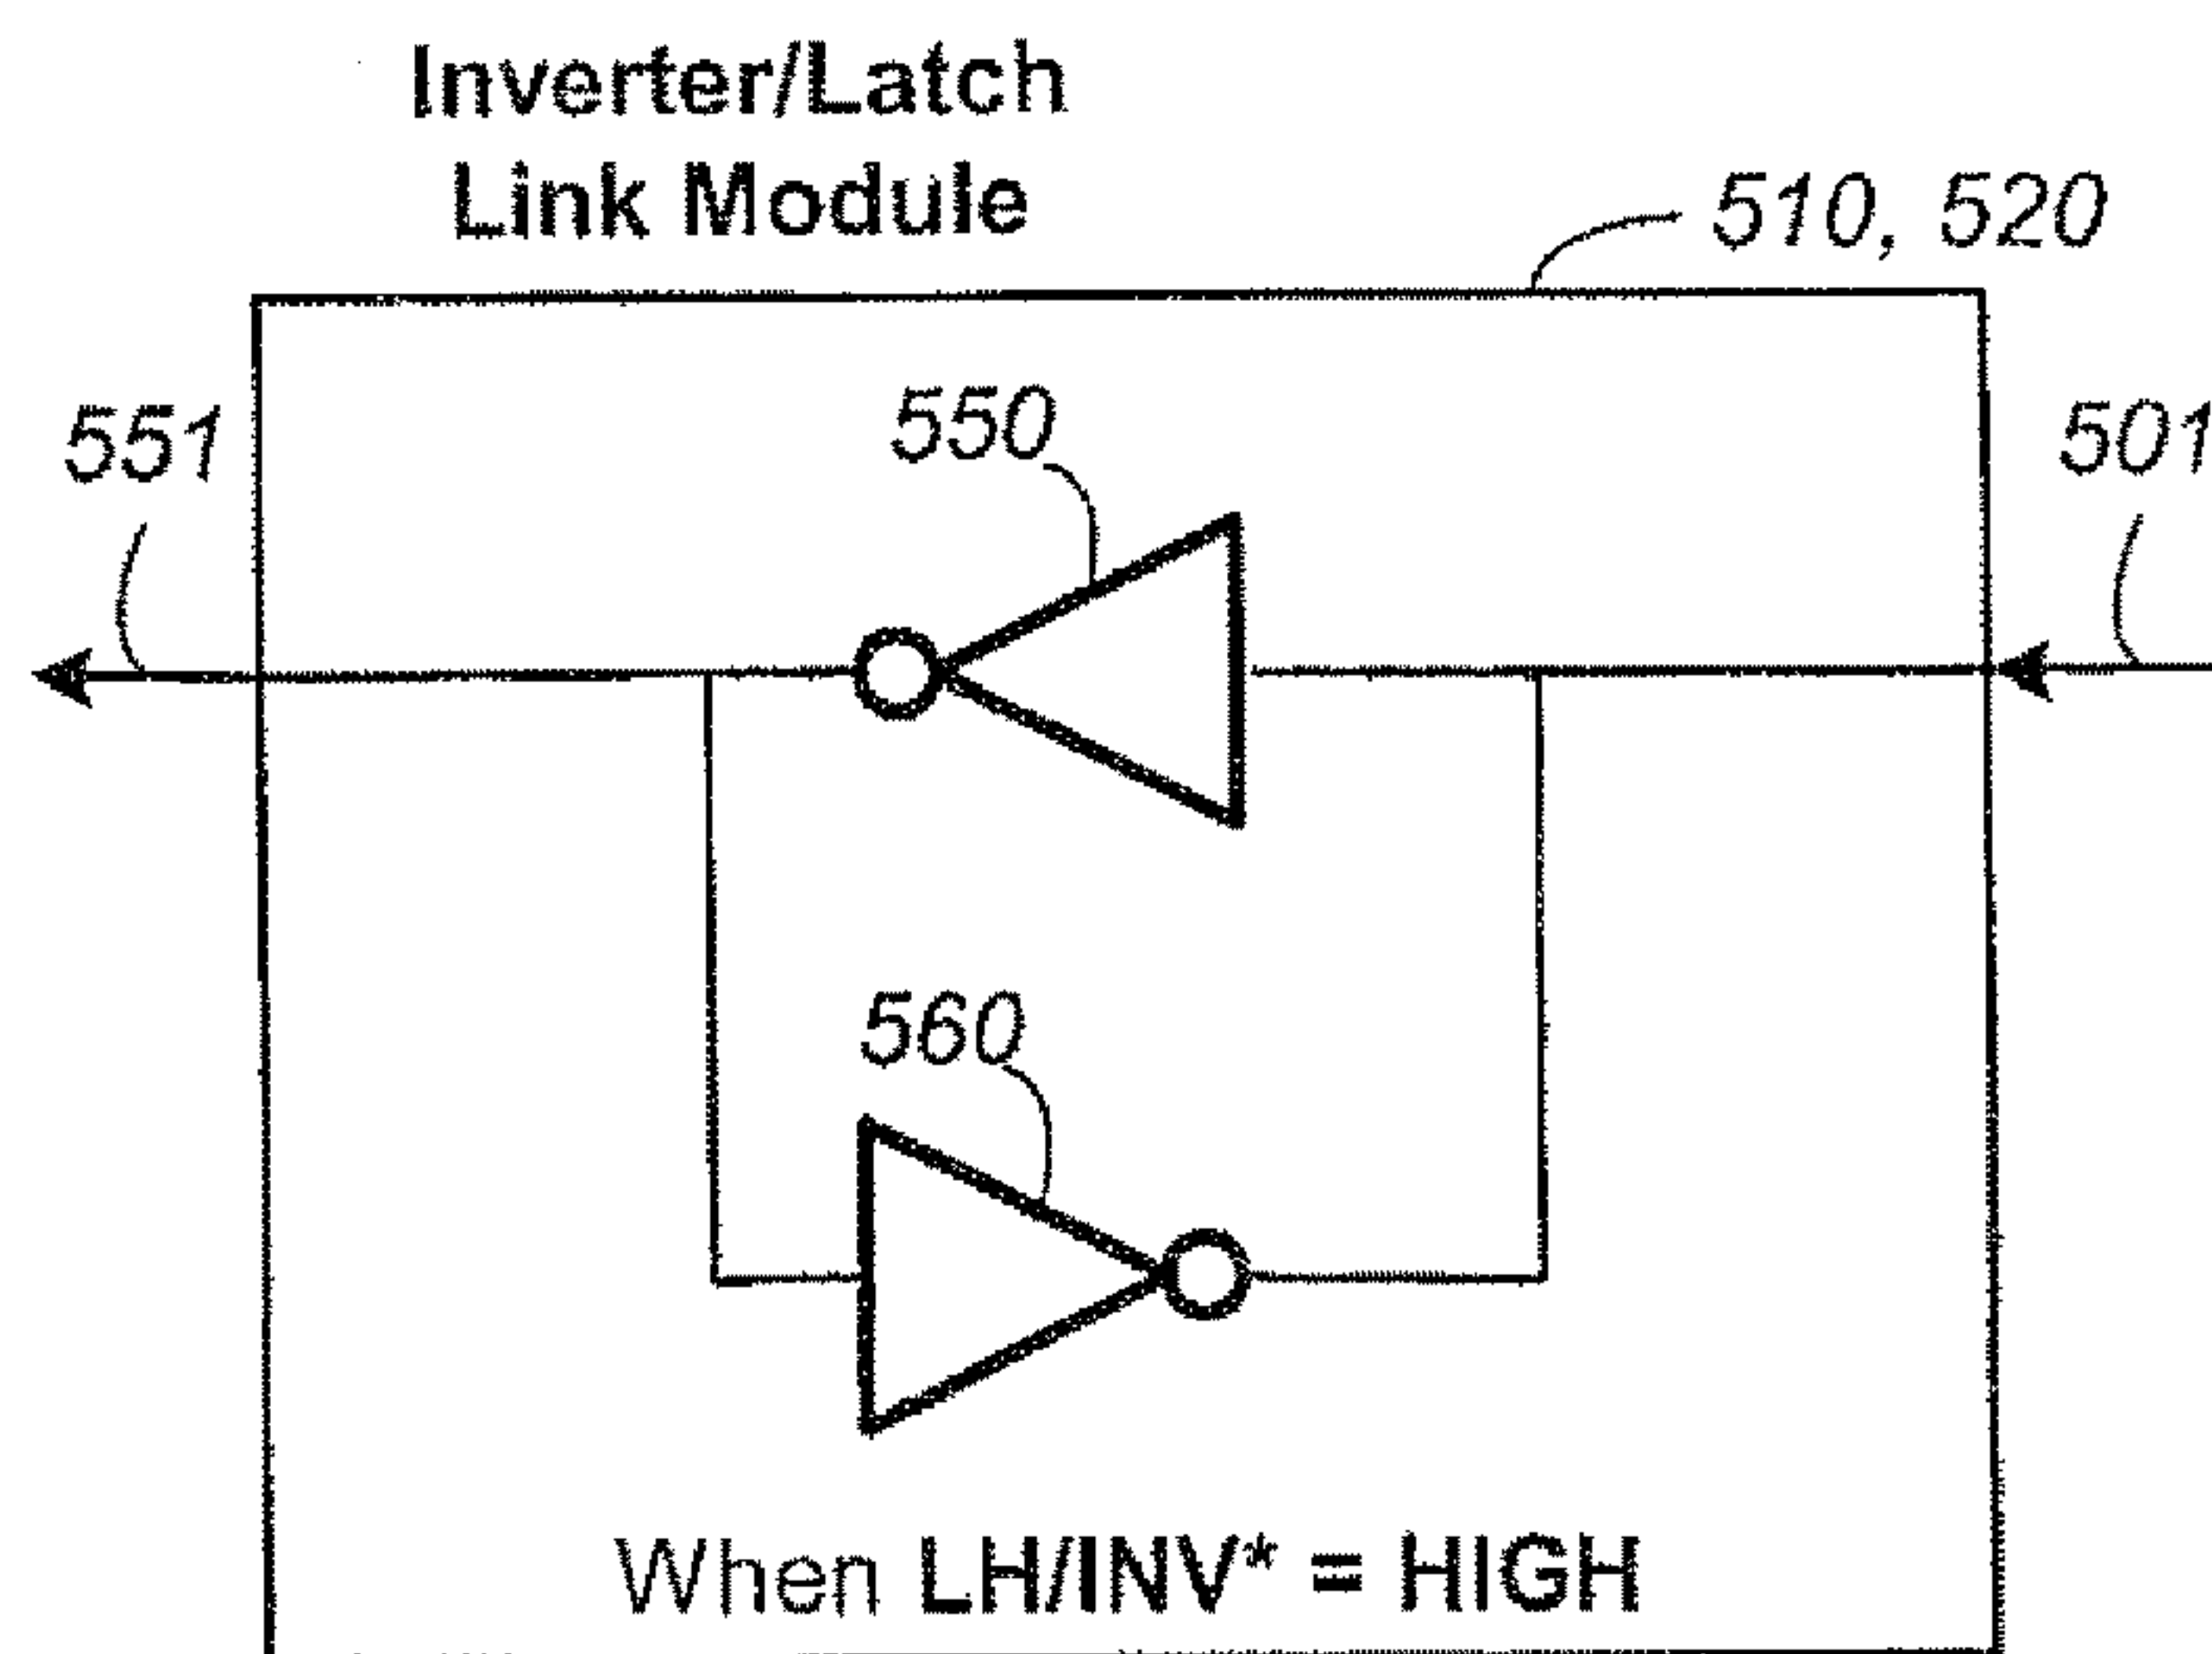 Inverter/Latch
Link Module
510, 520
551
550
501
560
When LH/INV* = HIGH